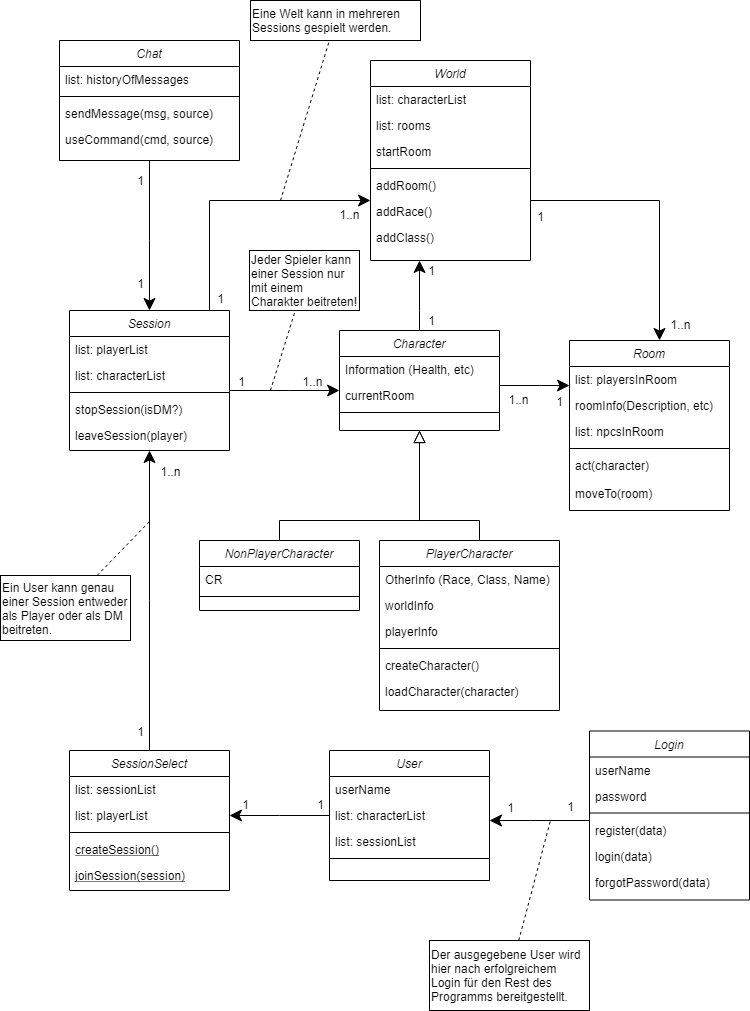 Eine Welt kann in mehreren
Sessions gespielt werden.
Chat
list: historyOfMessages
sendMessage(msg, source)
useCommand(cmd, source)
World
list: characterList
list: rooms
startRoom
addRoom()
addRace()
addClass()
1
1
1
1..n
1
1..n
1
1
Jeder Spieler kann
einer Session nur
mit einem
Charakter beitreten!
Session
list: playerList
list: characterList
stopSession(isDM?)
leaveSession(player)
1
1..n
Character
Information (Health, etc)
currentRoom
1..n
1
Room
list: playersInRoom
roomInfo(Description, etc)
list: npcsInRoom
act(character)
moveTo(room)
1..n
Ein User kann genau
einer Session entweder
als Player oder als DM
beitreten.
NonPlayerCharacter
CR
PlayerCharacter
OtherInfo (Race, Class, Name)
worldInfo
playerInfo
createCharacter()
loadCharacter(character)
1
SessionSelect
list: sessionList
list: playerList
createSession()
joinSession(session)
1
1
User
userName
list: characterList
list: sessionList
1
1
Login
userName
password
register(data)
login(data)
forgotPassword(data)
Der ausgegebene User wird
hier nach erfolgreichem
Login für den Rest des
Programms bereitgestellt.